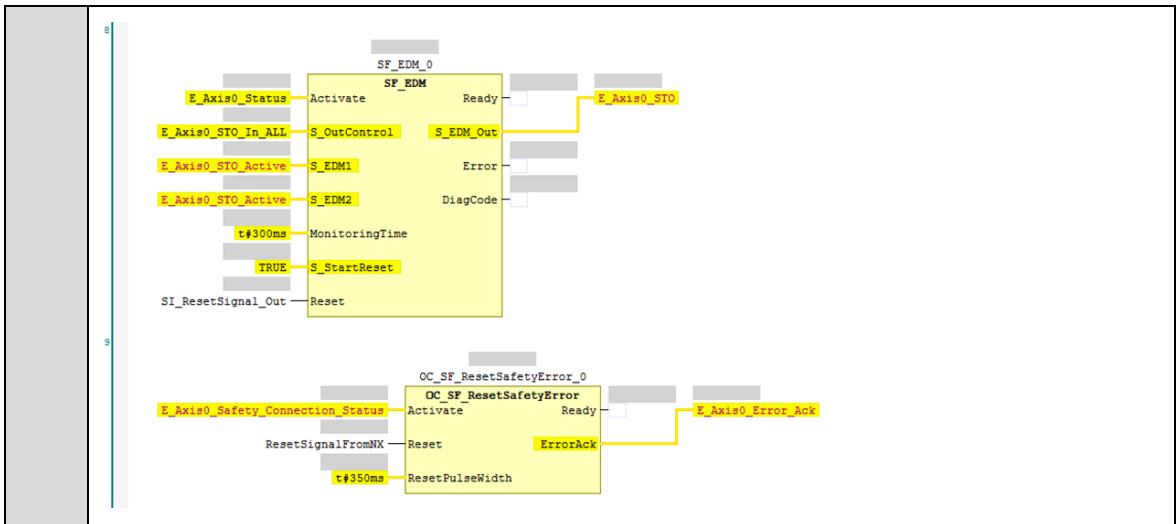 8
SF_EDM_0
SF_EDM
E_Axis0_Status Activate Ready E_Axis0_STO
E_Axis0_STO_In_ALL S_OutControl S_EDM_Out
E_Axis0_STO_Active S_EDM1 Error
E_Axis0_STO_Active S_EDM2 DiagCode
t#300ms MonitoringTime
TRUE S_StartReset
SI_ResetSignal_Out Reset
9
OC_SF_ResetSafetyError_0
OC_SF_ResetSafetyError
E_Axis0_Safety_Connection_Status Activate Ready E_Axis0_Error_Ack
ResetSignalFromNX Reset ErrorAck
t#350ms ResetPulseWidth